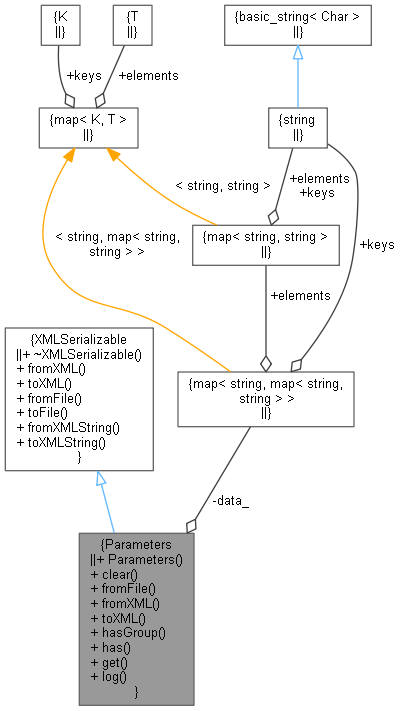 {K
||}
{T
||}
{basic_string< Char >
||}
+keys
+elements
{map< K, T >
||}
{string
||}
+elements
+keys
< string, string >
< string, map< string,
string > >
{map< string, string >
||}
+keys
+elements
{XMLSerializable
||+ ~XMLSerializable()
+ fromXML()
+ toXML()
+ fromFile()
+ toFile()
+ fromXMLString()
+ toXMLString()
}
{map< string, map< string,
string > >
||}
-data_
{Parameters
||+ Parameters()
+ clear()
+ fromFile()
+ fromXML()
+ toXML()
+ hasGroup()
+ has()
+ get()
+ log()
}